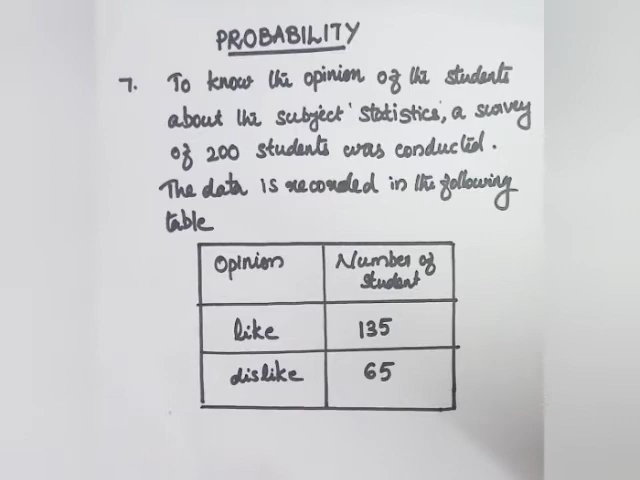 PROBABILITY
7. To know the opinion of the students
about the subject 'statistics', a survey
of 200 students was conducted.
The data is recorded in the following
table
Opinion Number of
student
like 135
dislike 65